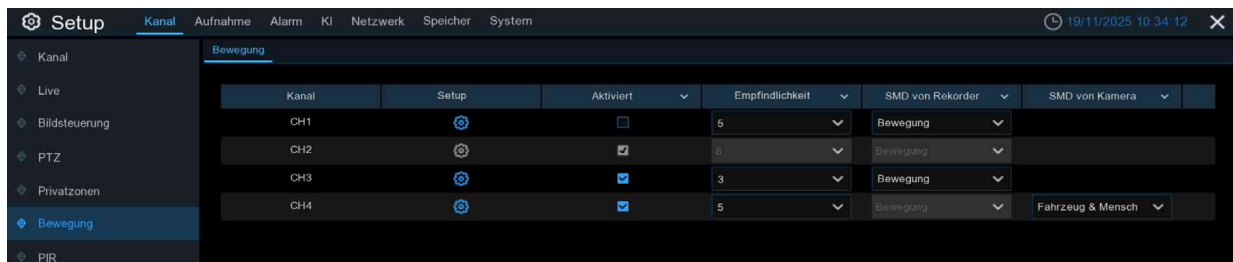 Setup Kanal Aufnahme Alarm KI Netzwerk Speicher System 19/11/2025 10:34:12
Kanal
Live
Bildsteuerung
PTZ
Privatzonen
Bewegung
PIR
Bewegung
Kanal Setup Aktiviert Empfindlichkeit SMD von Rekorder SMD von Kamera
CH1 5 Bewegung
CH2 8 Bewegung
CH3 3 Bewegung
CH4 5 Bewegung Fahrzeug & Mensch